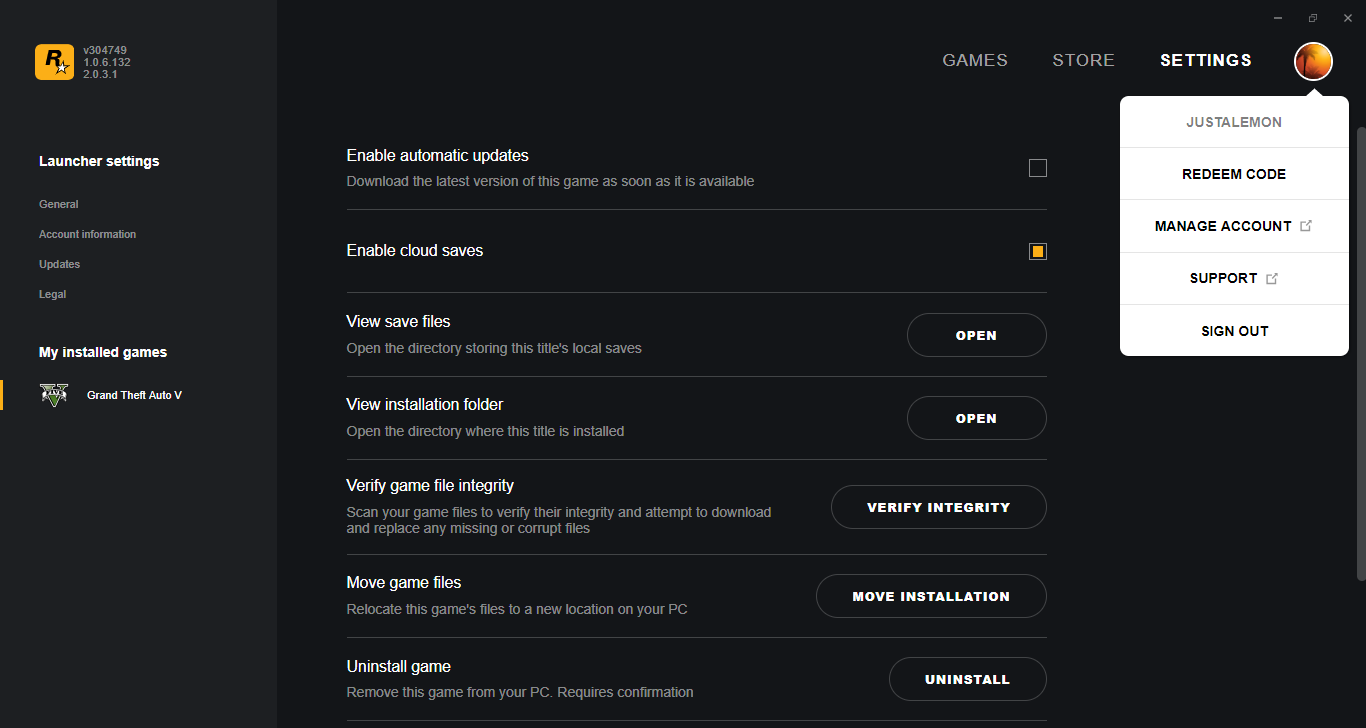 v304749
1.0.6.132
2.0.3.1
GAMES
STORE
SETTINGS
Launcher settings
General
Account information
Updates
Legal
My installed games
Grand Theft Auto V
Enable automatic updates
Download the latest version of this game as soon as it is available
Enable cloud saves
View save files
Open the directory storing this title's local saves
OPEN
View installation folder
Open the directory where this title is installed
OPEN
Verify game file integrity
Scan your game files to verify their integrity and attempt to download
and replace any missing or corrupt files
VERIFY INTEGRITY
Move game files
Relocate this game's files to a new location on your PC
MOVE INSTALLATION
Uninstall game
Remove this game from your PC. Requires confirmation
UNINSTALL
JUSTALEMON
REDEEM CODE
MANAGE ACCOUNT
SUPPORT
SIGN OUT